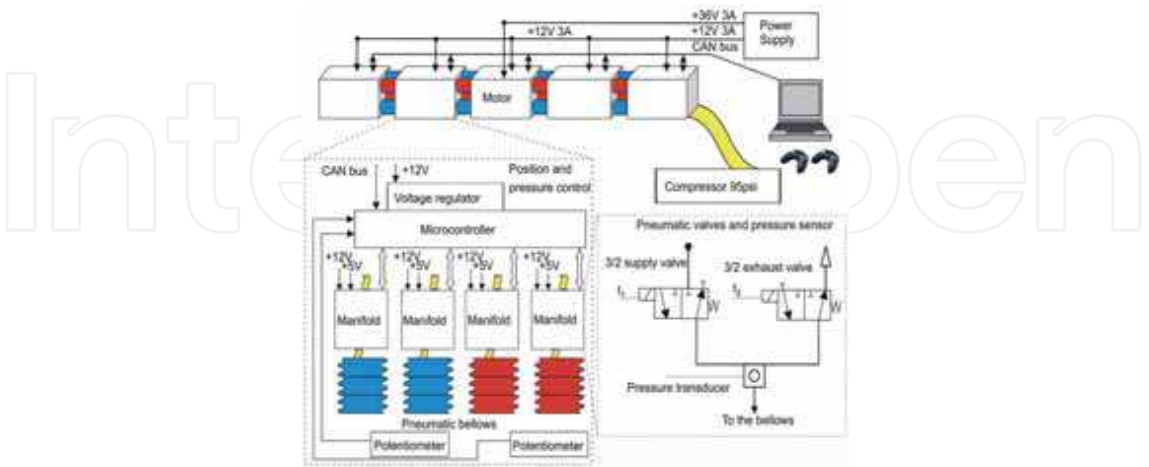 +36V 3A
+12V 3A
+12V 3A
Power
Supply
CAN bus
Motor
CAN bus
+12V
Position and
pressure control
Compressor 95psi
Voltage regulator
Microcontroller
Pneumatic valves and pressure sensor
+12V
+12V
+12V
+12V
+5V
+5V
+5V
+5V
3/2 supply valve
3/2 exhaust valve
Manifold
Manifold
Manifold
Manifold
Pressure transducer
To the bellows
Pneumatic bellows
Potentiometer
Potentiometer